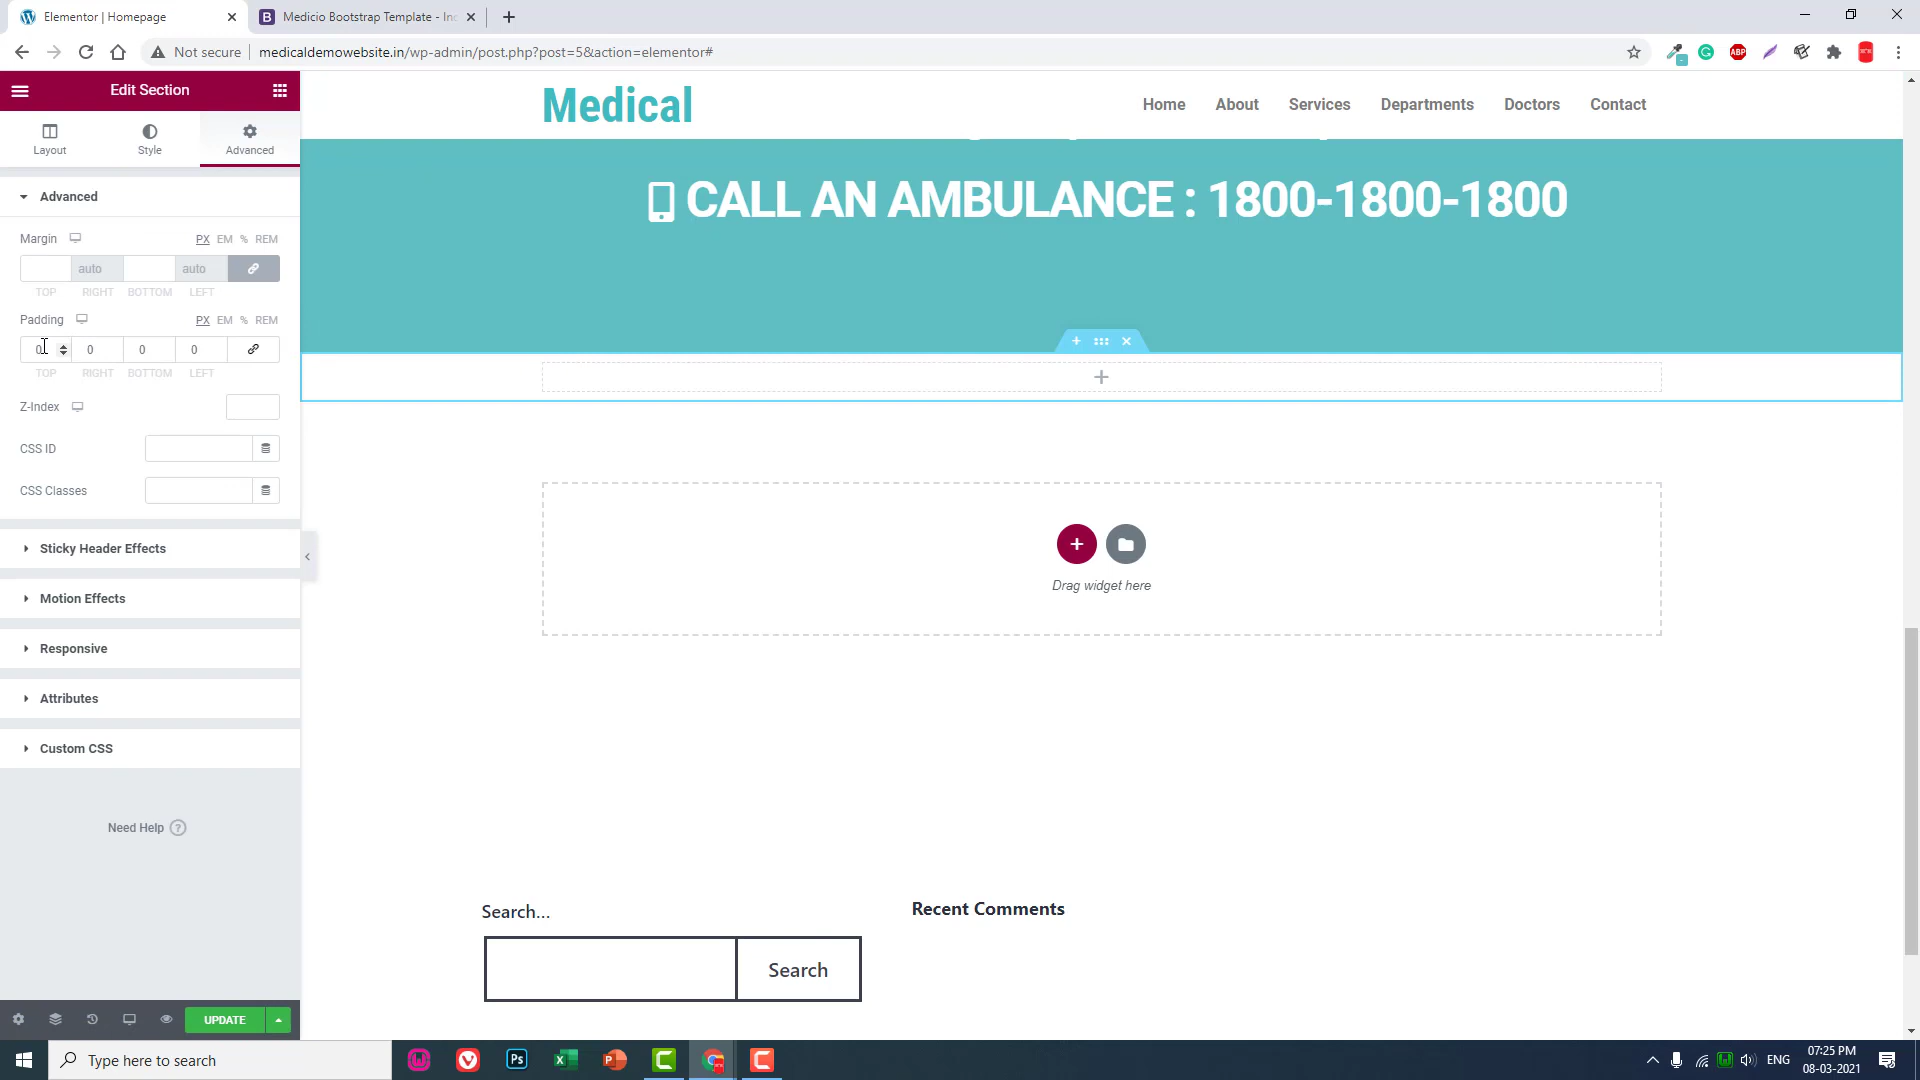 Elementor | Homepage
Medicio Bootstrap Template - Inc
Not secure
medicaldemowebsite.in/wp-admin/post.php?post=5&action=elementor#
ABP
Edit Section
Layout
Style
Advanced
Advanced
Margin
PX EM % REM
auto auto
TOP RIGHT BOTTOM LEFT
Padding
PX EM % REM
0 0 0 0
TOP RIGHT BOTTOM LEFT
Z-Index
CSS ID
CSS Classes
Sticky Header Effects
Motion Effects
Responsive
Attributes
Custom CSS
Need Help ?
UPDATE
Medical
Home About Services Departments Doctors Contact
CALL AN AMBULANCE : 1800-1800-1800
Drag widget here
Search...
Search
Recent Comments
Type here to search
Ps
ENG
07:25 PM
08-03-2021